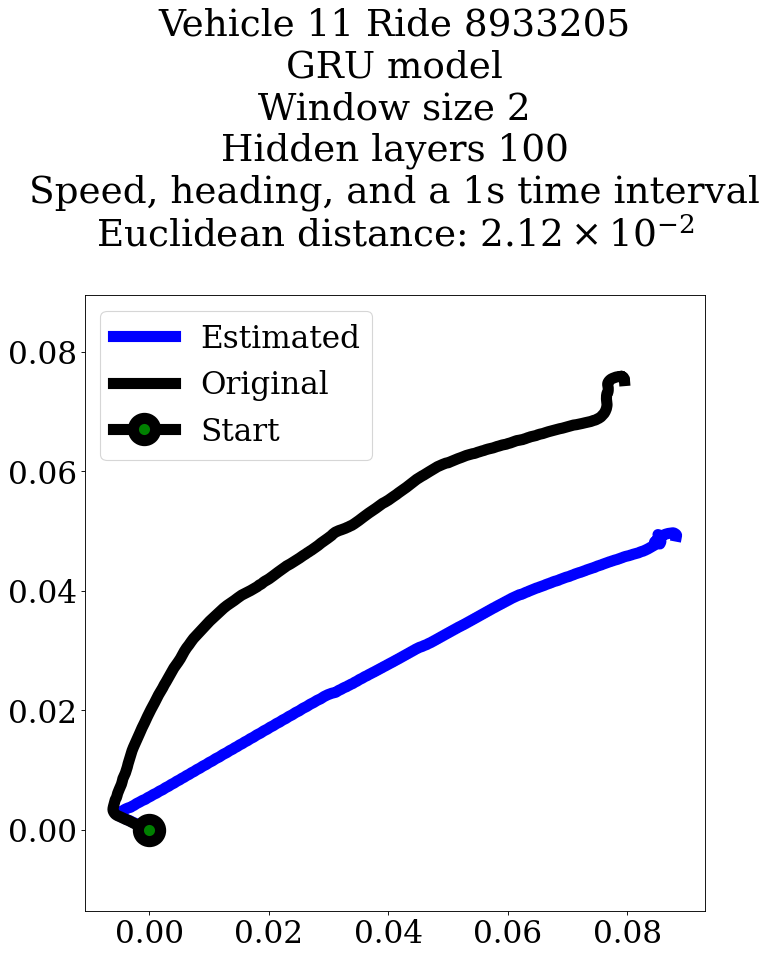 Vehicle 11 Ride 8933205
GRU model
Window size 2
Hidden layers 100
Speed, heading, and a 1s time interval
Euclidean distance: 2.12 × 10⁻²
Estimated
Original
Start
0.08
0.06
0.04
0.02
0.00
0.00 0.02 0.04 0.06 0.08